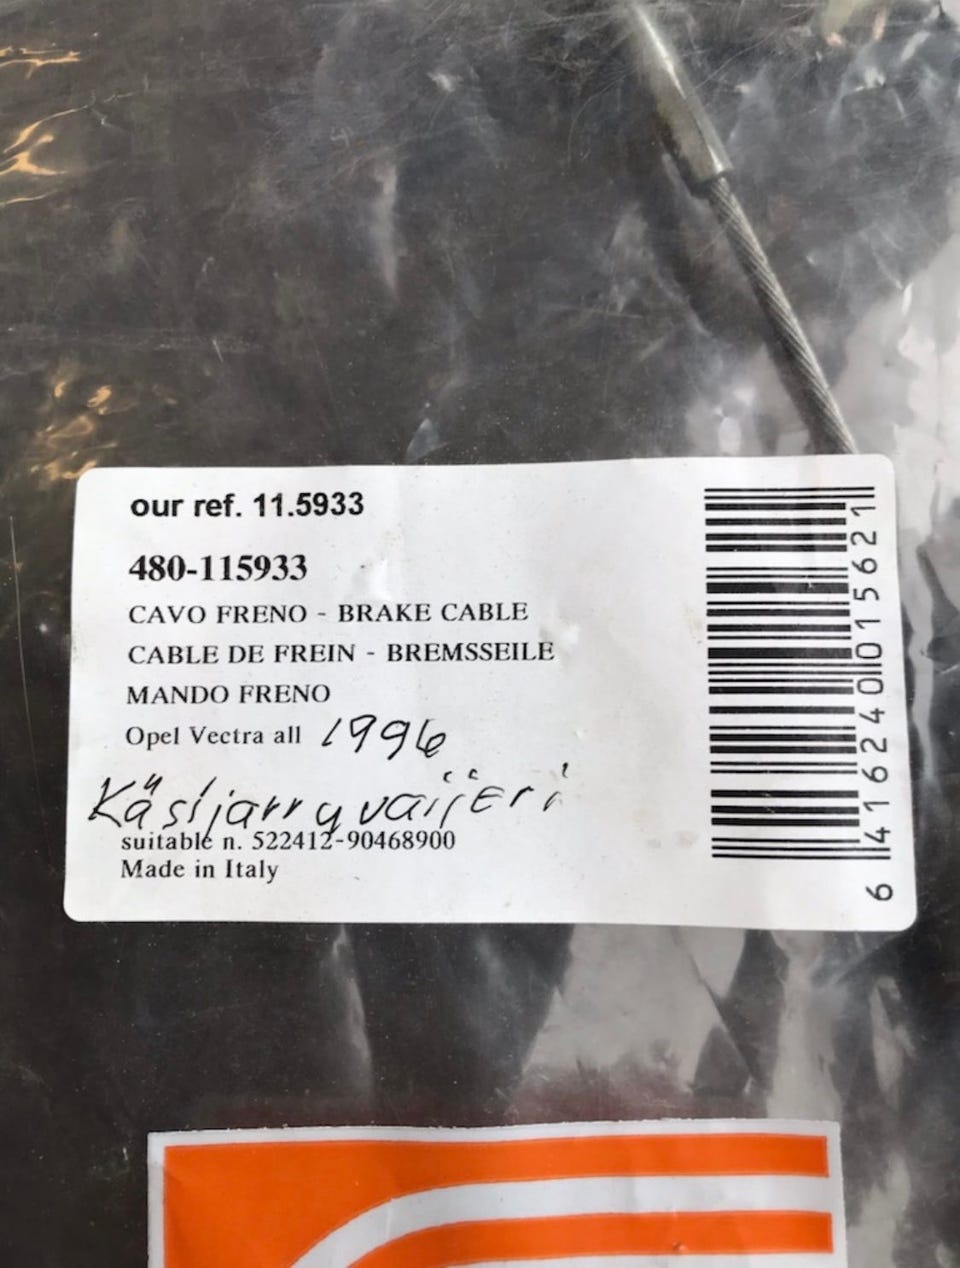 our ref. 11.5933
480-115933
CAVO FRENO - BRAKE CABLE
CABLE DE FREIN - BREMSSEILE
MANDO FRENO
Opel Vectra all 1996
Käsijarruvaijeri
suitable n. 522412-90468900
Made in Italy
6 416240 015621